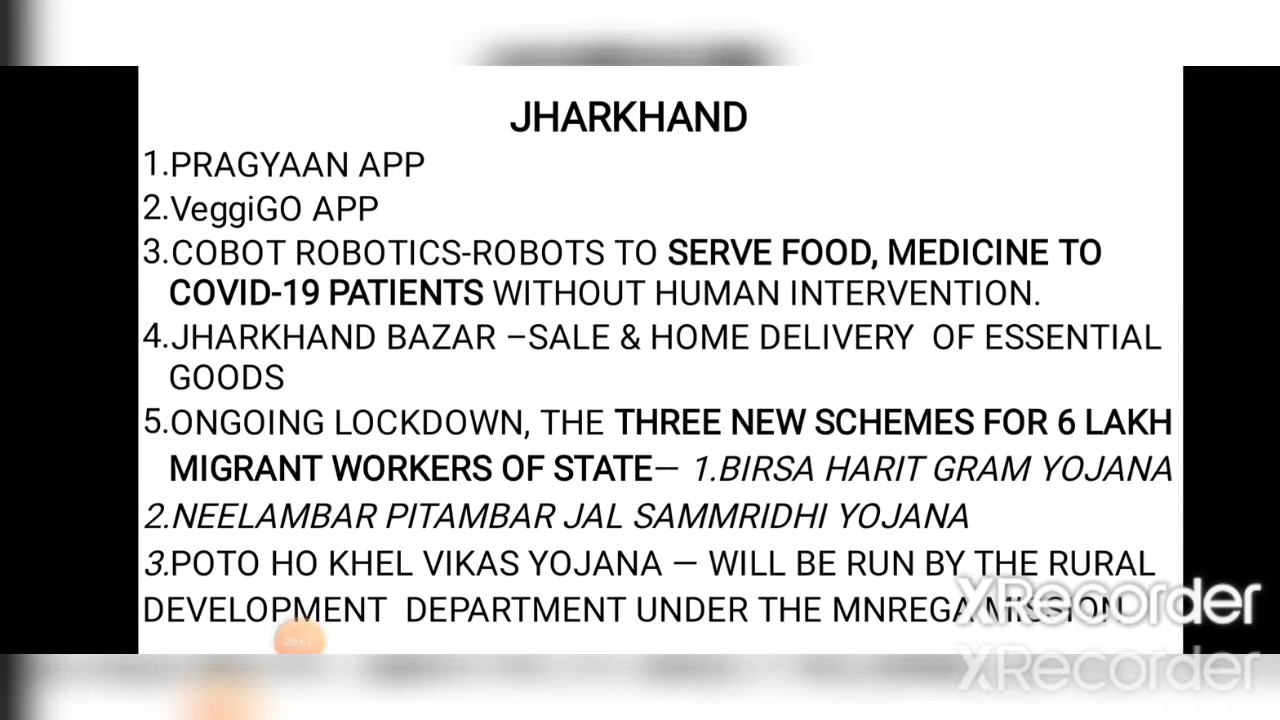 JHARKHAND
1.PRAGYAAN APP
2.VeggiGO APP
3.COBOT ROBOTICS-ROBOTS TO SERVE FOOD, MEDICINE TO
COVID-19 PATIENTS WITHOUT HUMAN INTERVENTION.
4.JHARKHAND BAZAR –SALE & HOME DELIVERY OF ESSENTIAL
GOODS
5.ONGOING LOCKDOWN, THE THREE NEW SCHEMES FOR 6 LAKH
MIGRANT WORKERS OF STATE— 1.BIRSA HARIT GRAM YOJANA
2.NEELAMBAR PITAMBAR JAL SAMMRIDHI YOJANA
3.POTO HO KHEL VIKAS YOJANA — WILL BE RUN BY THE RURAL
DEVELOPMENT DEPARTMENT UNDER THE MNREGA MISSION
XRecorder
XRecorder